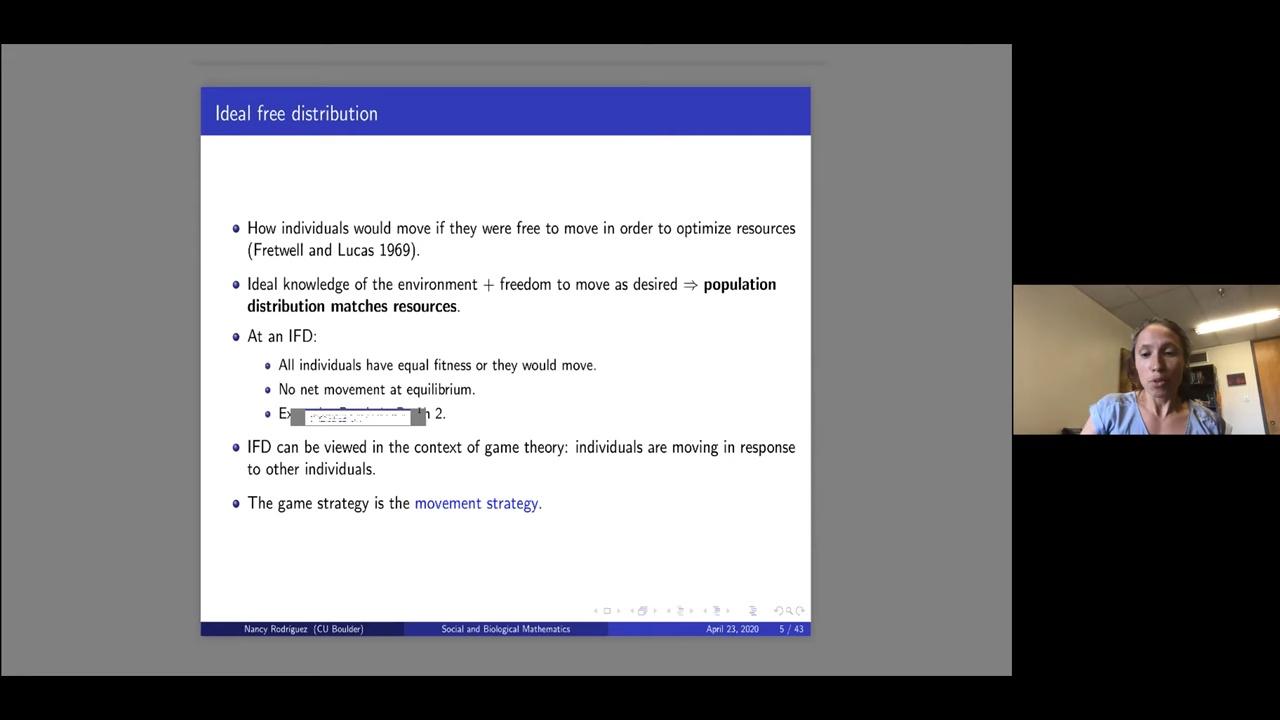 Ideal free distribution
How individuals would move if they were free to move in order to optimize resources
(Fretwell and Lucas 1969).
Ideal knowledge of the environment + freedom to move as desired ⇒ population
distribution matches resources.
At an IFD:
All individuals have equal fitness or they would move.
No net movement at equilibrium.
2.
IFD can be viewed in the context of game theory: individuals are moving in response
to other individuals.
The game strategy is the movement strategy.
Nancy Rodriguez (CU Boulder) Social and Biological Mathematics April 23, 2020 5 / 43